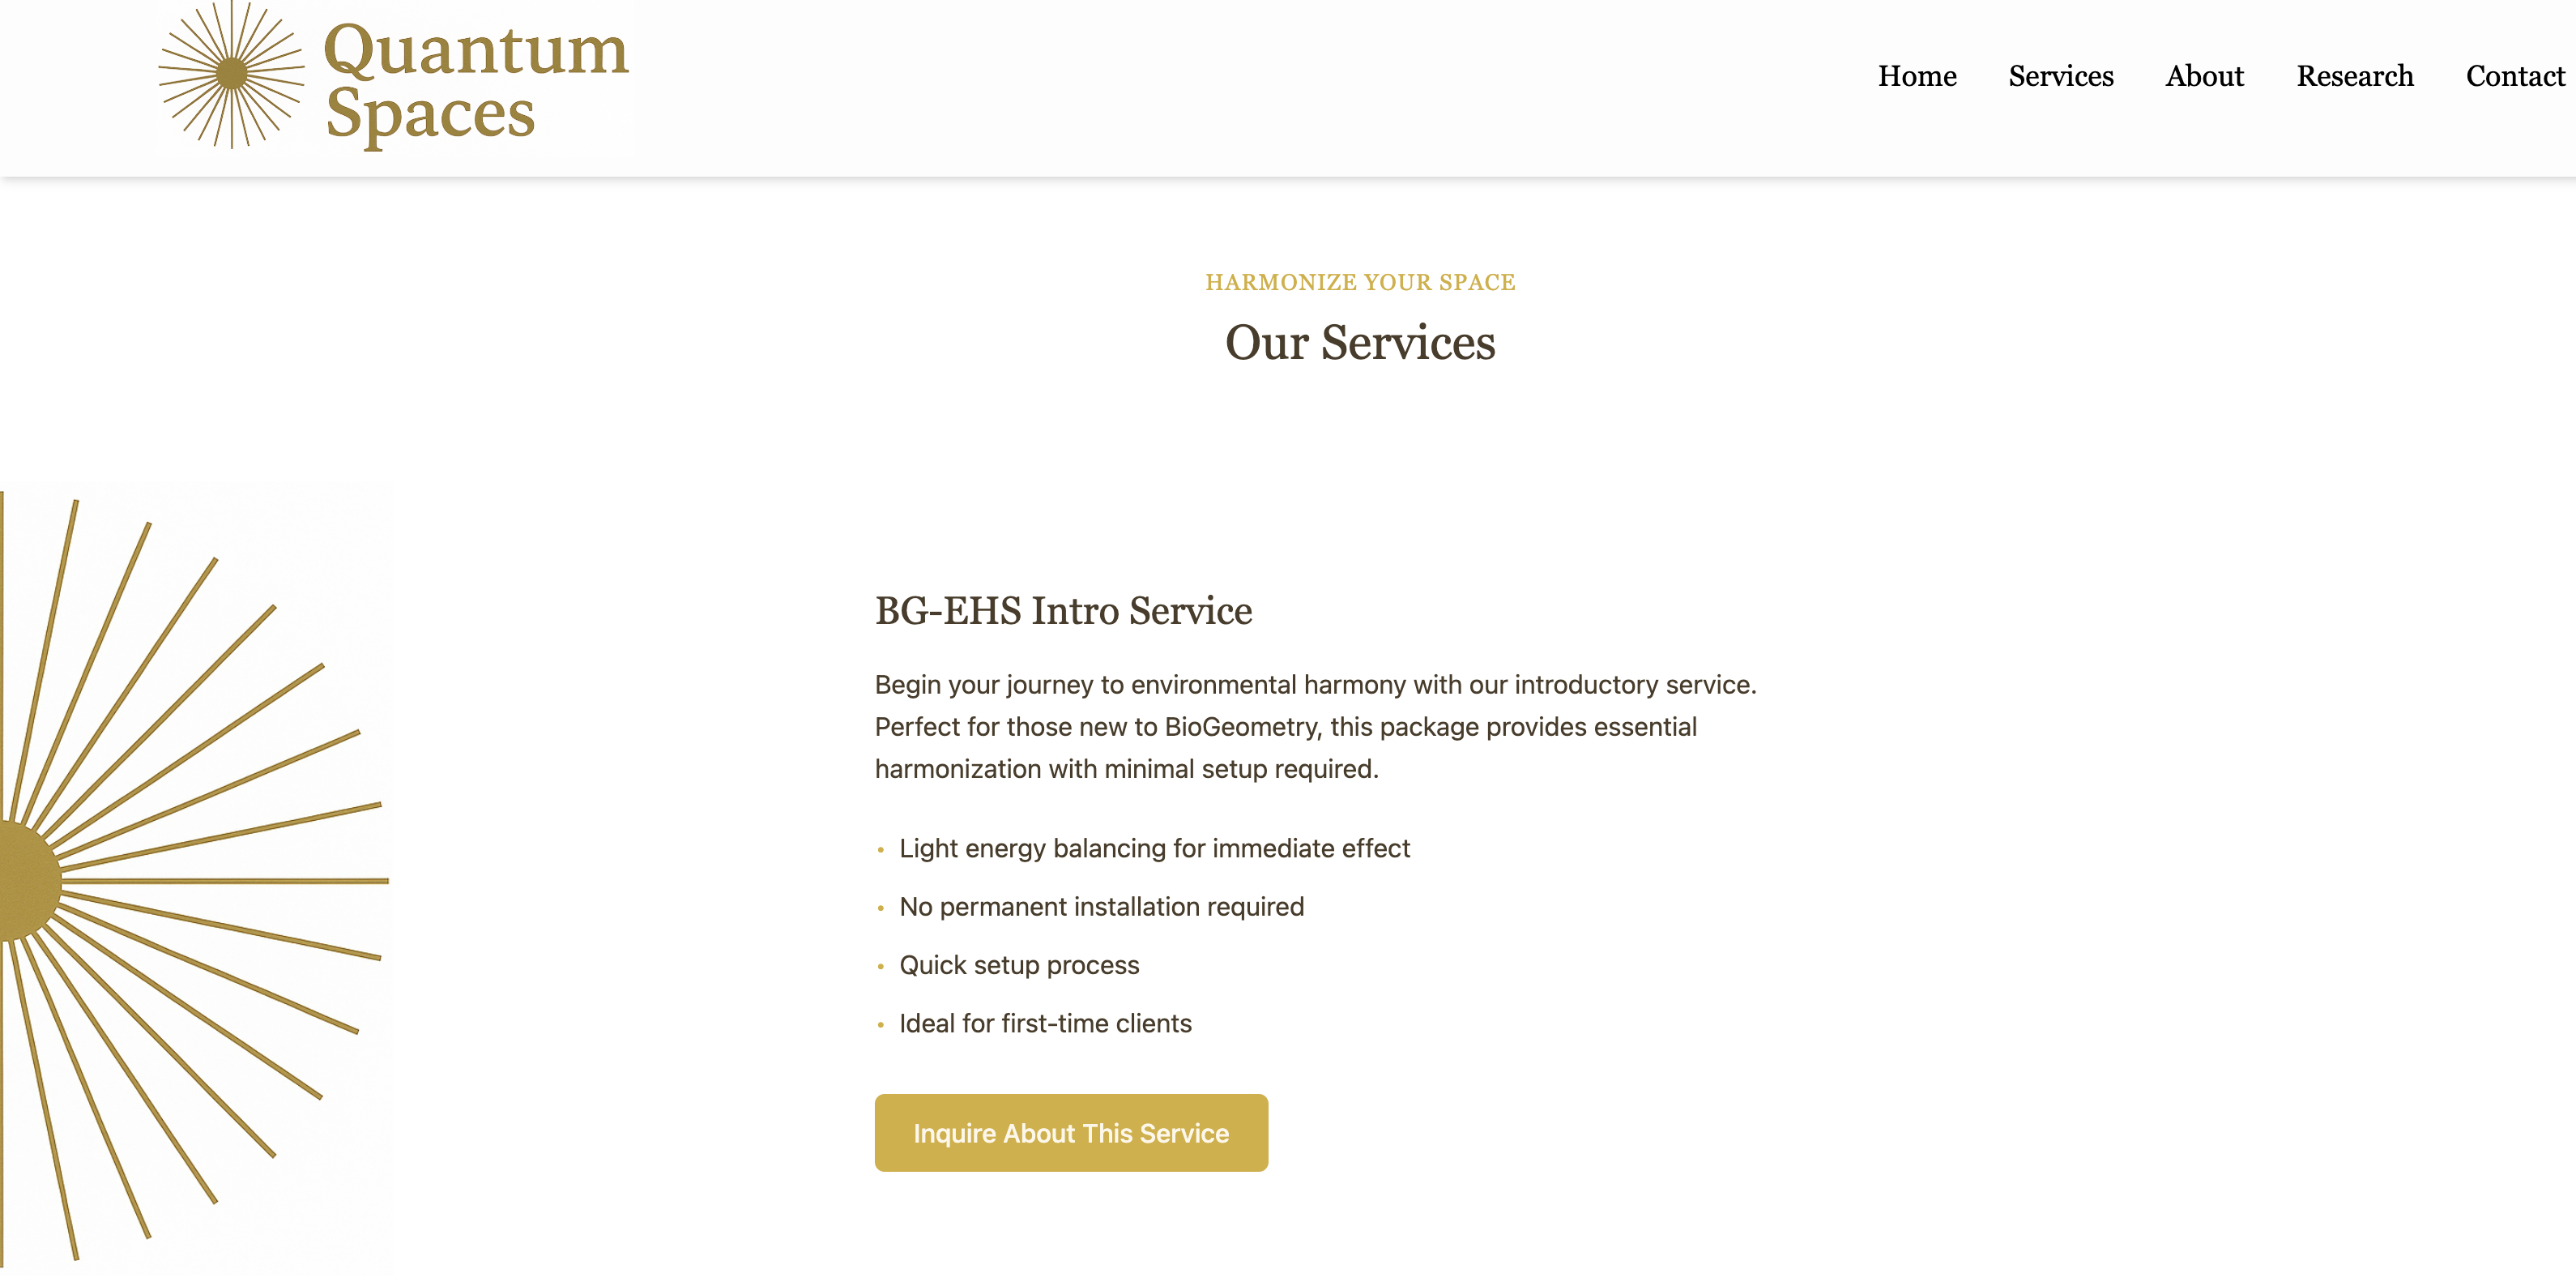 Quantum
Spaces
Home Services About Research Contact
HARMONIZE YOUR SPACE
Our Services
BG-EHS Intro Service
Begin your journey to environmental harmony with our introductory service.
Perfect for those new to BioGeometry, this package provides essential
harmonization with minimal setup required.
• Light energy balancing for immediate effect
• No permanent installation required
• Quick setup process
• Ideal for first-time clients
Inquire About This Service